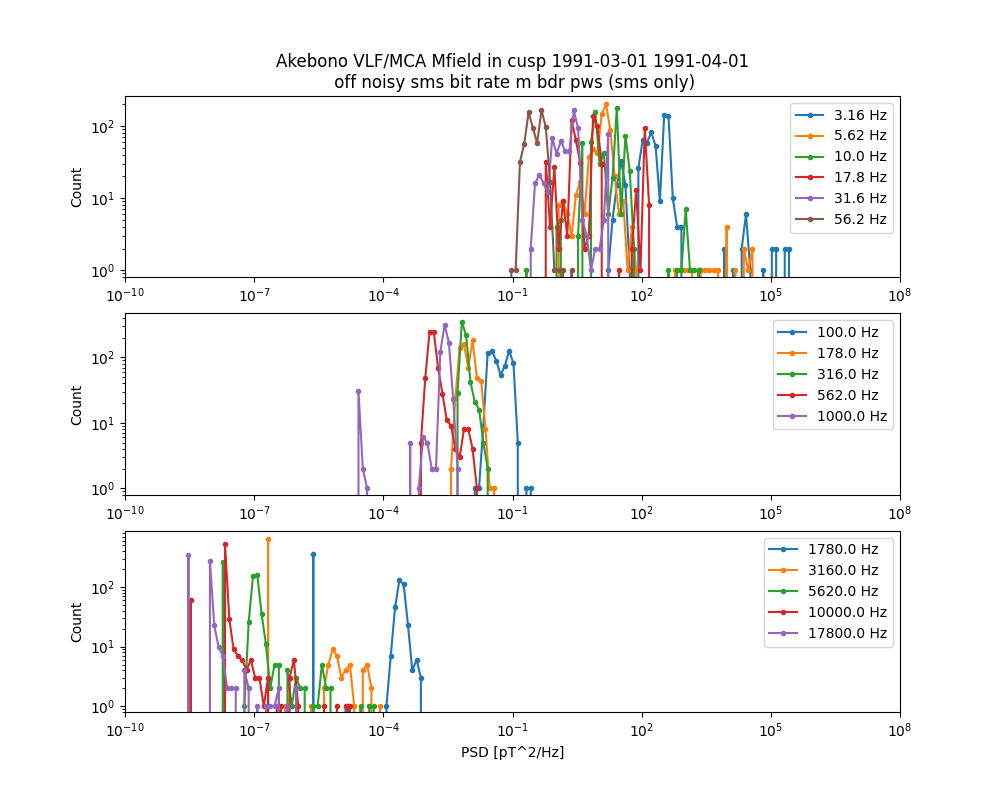 Akebono VLF/MCA Mfield in cusp 1991-03-01 1991-04-01
off noisy sms bit rate m bdr pws (sms only)
Count
10^2
10^1
10^0
10^-10
10^-7
10^-4
10^-1
10^2
10^5
10^8
3.16 Hz
5.62 Hz
10.0 Hz
17.8 Hz
31.6 Hz
56.2 Hz
Count
10^2
10^1
10^0
10^-10
10^-7
10^-4
10^-1
10^2
10^5
10^8
100.0 Hz
178.0 Hz
316.0 Hz
562.0 Hz
1000.0 Hz
Count
10^2
10^1
10^0
10^-10
10^-7
10^-4
10^-1
10^2
10^5
10^8
1780.0 Hz
3160.0 Hz
5620.0 Hz
10000.0 Hz
17800.0 Hz
PSD [pT^2/Hz]